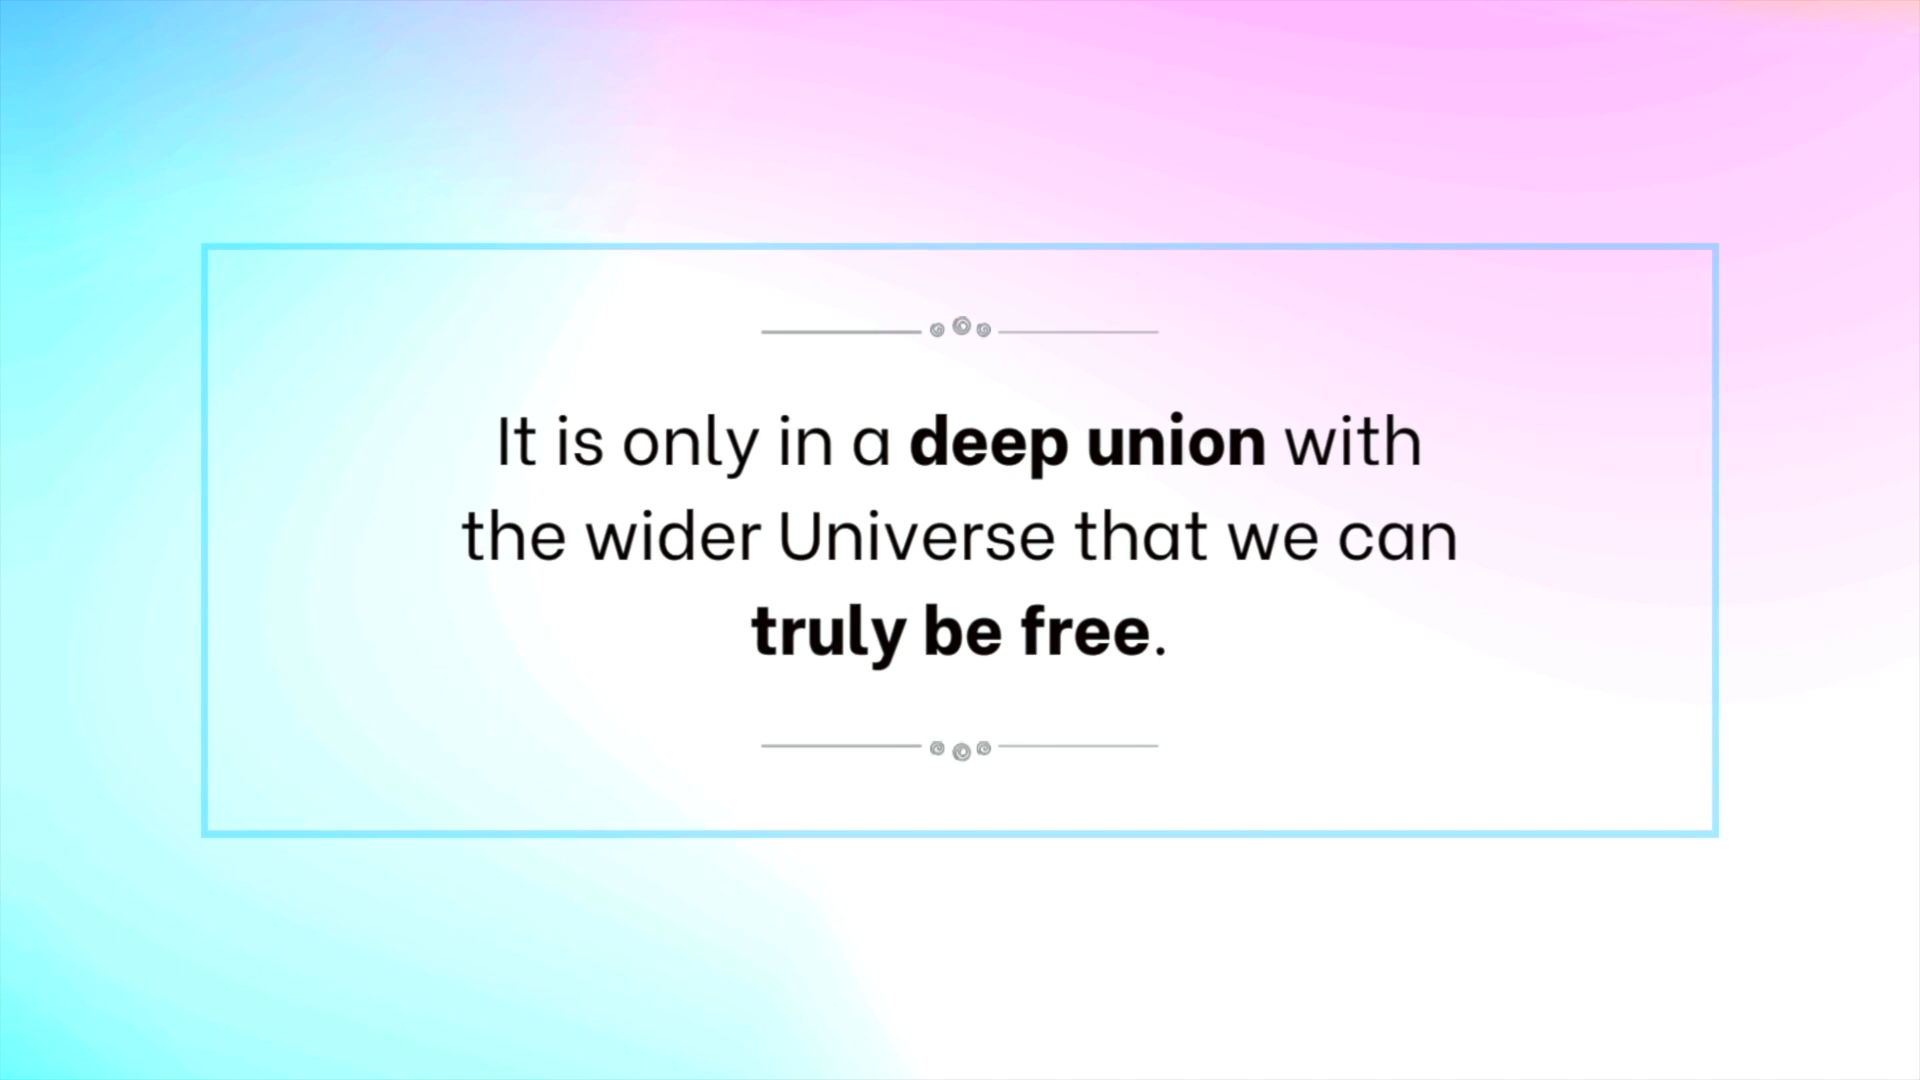 It is only in a deep union with
the wider Universe that we can
truly be free.